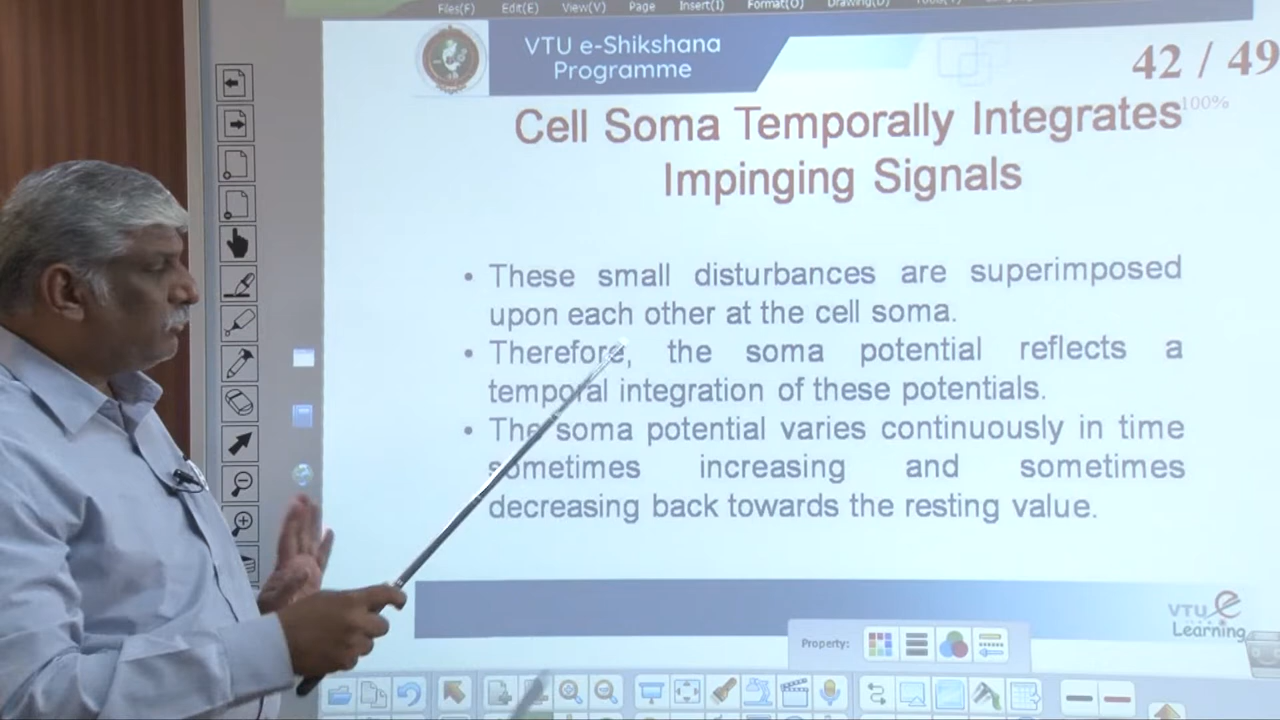 Files(F) Edit(E) View(V) Page Insert(I) Format(O) Drawing(D)
VTU e-Shikshana
Programme
42 / 49
100%
Cell Soma Temporally Integrates
Impinging Signals
• These small disturbances are superimposed
upon each other at the cell soma.
• Therefore, the soma potential reflects a
temporal integration of these potentials.
• The soma potential varies continuously in time
sometimes increasing and sometimes
decreasing back towards the resting value.
VTU e
Learning
Property: